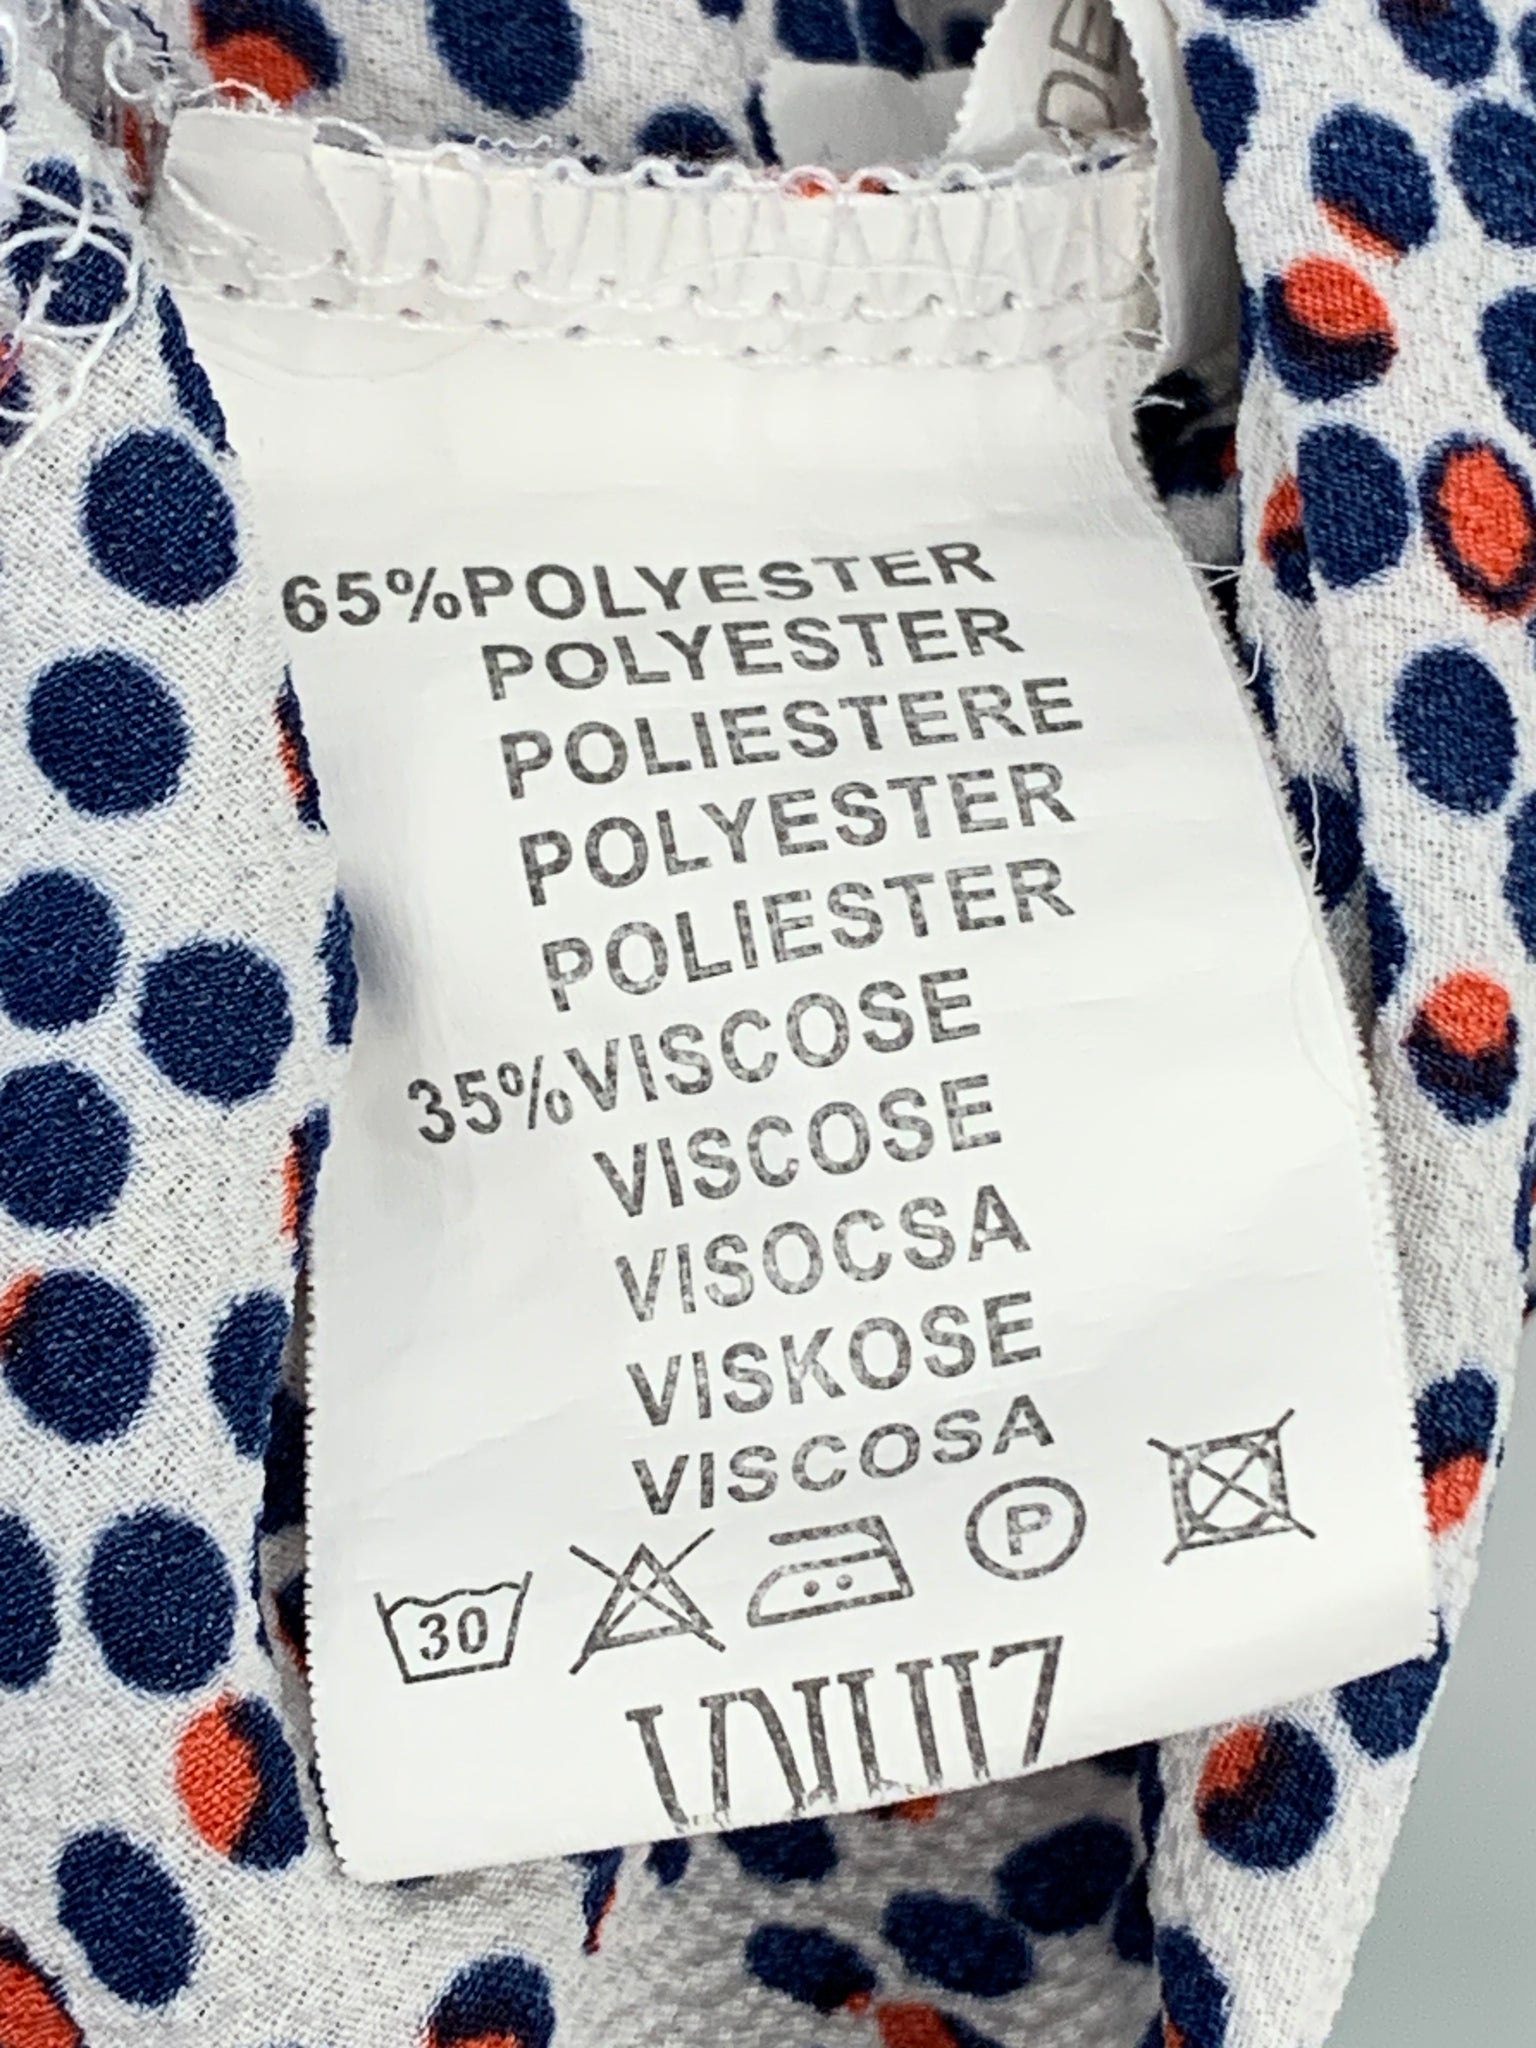 65%POLYESTER
POLYESTER
POLIESTERE
POLYESTER
POLIESTER
35%VISCOSE
VISCOSE
VISOCSA
VISKOSE
VISCOSA
30
P